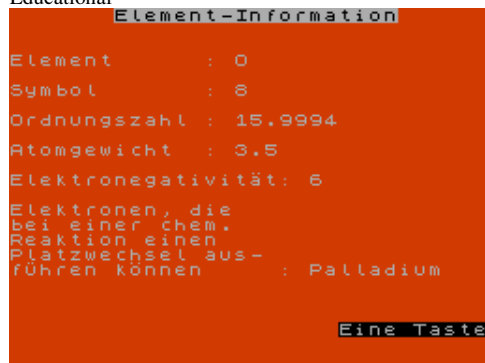 Educational
Element-Information
Element : O
Symbol : 8
Ordnungszahl : 15.9994
Atomgewicht : 3.5
Elektronegativität: 6
Elektronen, die
bei einer chem.
Reaktion einen
Platzwechsel aus-
führen können : Palladium
Eine Taste